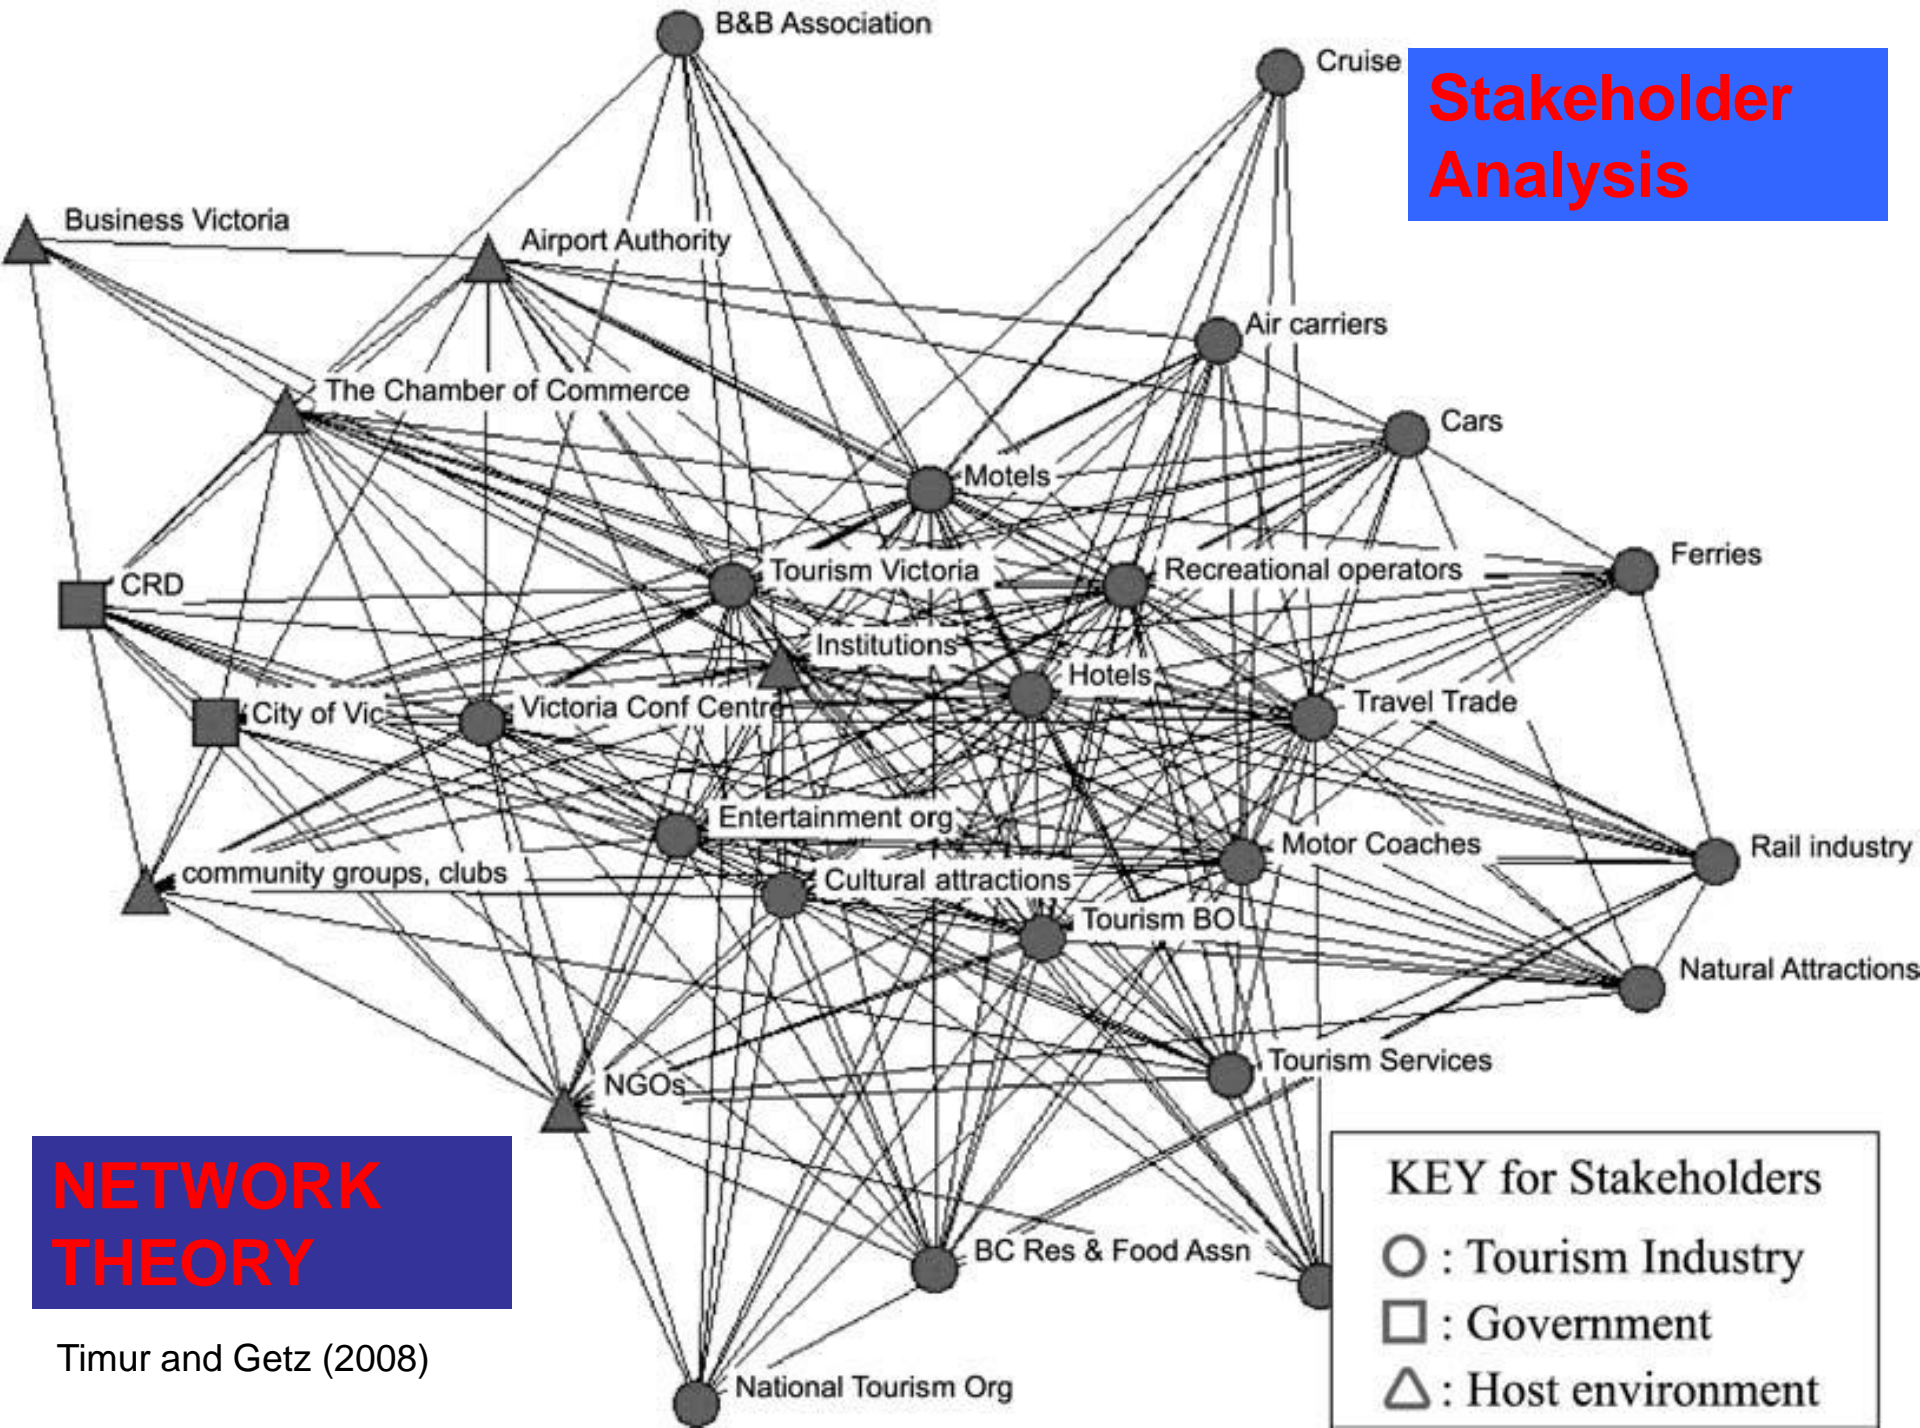 B&B Association
Cruise
Stakeholder
Analysis
Business Victoria
Airport Authority
Air carriers
The Chamber of Commerce
Cars
Motels
Ferries
CRD
Tourism Victoria
Recreational operators
Institutions
Hotels
City of Vic
Victoria Conf Centre
Travel Trade
Entertainment org
Motor Coaches
Rail industry
community groups, clubs
Cultural attractions
Tourism BO
Natural Attractions
Tourism Services
NGOs
NETWORK
THEORY
KEY for Stakeholders
: Tourism Industry
: Government
: Host environment
BC Res & Food Assn
Timur and Getz (2008)
National Tourism Org